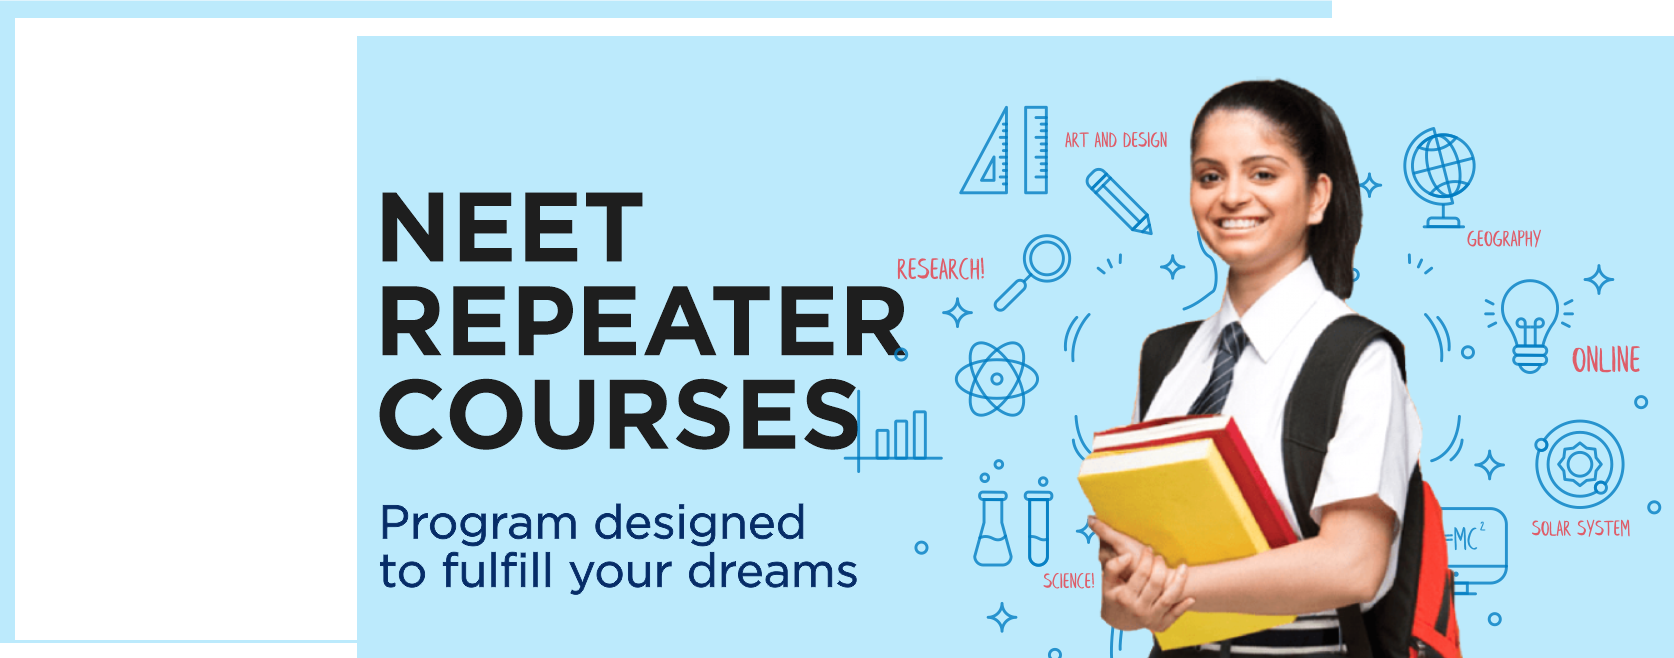 NEET
REPEATER
COURSES
Program designed
to fulfill your dreams
ART AND DESIGN
RESEARCH!
GEOGRAPHY
ONLINE
SOLAR SYSTEM
=MC²
SCIENCE!